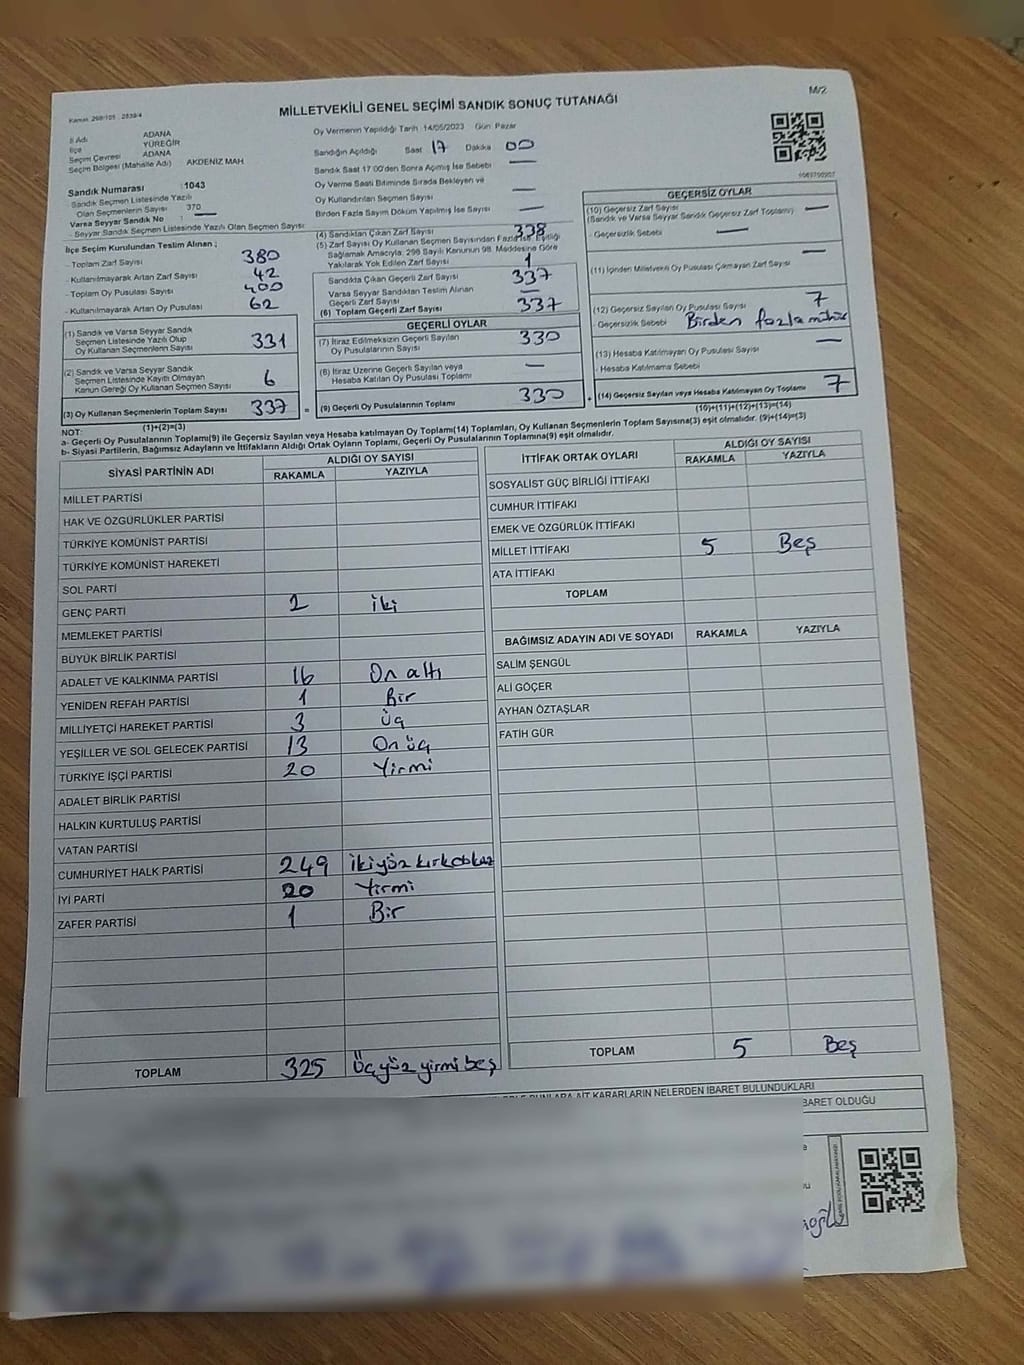 M/2
MİLLETVEKİLİ GENEL SEÇİMİ SANDIK SONUÇ TUTANAĞI
İl Adı ADANA
İlçe YÜREĞİR
Seçim Çevresi ADANA
Seçim Bölgesi (Mahalle Adı) AKDENİZ MAH.
Sandık Numarası : 1043
Sandık Seçmen Listesinde Yazılı
Olan Seçmenlerin Sayısı 370
Varsa Seyyar Sandık No : —
- Seyyar Sandık Seçmen Listesinde Yazılı Olan Seçmen Sayısı
Oy Vermenin Yapıldığı Tarih :14/05/2023 Gün: Pazar
Sandığın Açıldığı Saat 17 Dakika 00
Sandık Saat 17:00'den Sonra Açılmış İse Sebebi —
Oy Verme Saati Bitiminde Sırada Bekleyen ve
Oy Kullandırılan Seçmen Sayısı —
Birden Fazla Sayım Döküm Yapılmış İse Sayısı —
İlçe Seçim Kurulundan Teslim Alınan ;
- Toplam Zarf Sayısı 380
- Kullanılmayarak Artan Zarf Sayısı 42
- Toplam Oy Pusulası Sayısı 400
- Kullanılmayarak Artan Oy Pusulası 62
(4) Sandıktan Çıkan Zarf Sayısı 338
(5) Zarf Sayısı Oy Kullanan Seçmen Sayısından Fazla ise, Eşitliği
Sağlamak Amacıyla; 298 Sayılı Kanunun 98. Maddesine Göre
Yakılarak Yok Edilen Zarf Sayısı 1
Sandıkta Çıkan Geçerli Zarf Sayısı 337
Varsa Seyyar Sandıktan Teslim Alınan
Geçerli Zarf Sayısı —
(6) Toplam Geçerli Zarf Sayısı 337
(1) Sandık ve Varsa Seyyar Sandık
Seçmen Listesinde Yazılı Olup
Oy Kullanan Seçmenlerin Sayısı 331
(2) Sandık ve Varsa Seyyar Sandık
Seçmen Listesinde Kayıtlı Olmayan
Kanun Gereği Oy Kullanan Seçmen Sayısı 6
(3) Oy Kullanan Seçmenlerin Toplam Sayısı 337
(1)+(2)=(3)
GEÇERLİ OYLAR
(7) İtiraz Edilmeksizin Geçerli Sayılan
Oy Pusulalarının Sayısı 330
(8) İtiraz Üzerine Geçerli Sayılan veya
Hesaba Katılan Oy Pusulası Toplamı —
= (9) Geçerli Oy Pusulalarının Toplamı 330
GEÇERSİZ OYLAR
(10) Geçersiz Zarf Sayısı —
(Sandık ve Varsa Seyyar Sandık Geçersiz Zarf Toplamı)
- Geçersizlik Sebebi —
(11) İçinden Milletvekili Oy Pusulası Çıkmayan Zarf Sayısı —
(12) Geçersiz Sayılan Oy Pusulası Sayısı 7
- Geçersizlik Sebebi Birden fazla mühür
(13) Hesaba Katılmayan Oy Pusulası Sayısı —
- Hesaba Katılmama Sebebi
+ (14) Geçersiz Sayılan veya Hesaba Katılmayan Oy Toplamı 7
(10)+(11)+(12)+(13)=(14)
NOT:
a- Geçerli Oy Pusulalarının Toplamı(9) ile Geçersiz Sayılan veya Hesaba katılmayan Oy Toplamı(14) Toplamları, Oy Kullanan Seçmenlerin Toplam Sayısına(3) eşit olmalıdır. (9)+(14)=(3)
b- Siyasi Partilerin, Bağımsız Adayların ve İttifakların Aldığı Ortak Oyların Toplamı, Geçerli Oy Pusulalarının Toplamına(9) eşit olmalıdır.
SİYASİ PARTİNİN ADI ALDIĞI OY SAYISI
RAKAMLA YAZIYLA
MİLLET PARTİSİ
HAK VE ÖZGÜRLÜKLER PARTİSİ
TÜRKİYE KOMÜNİST PARTİSİ
TÜRKİYE KOMÜNİST HAREKETİ
SOL PARTİ
GENÇ PARTİ 2 iki
MEMLEKET PARTİSİ
BÜYÜK BİRLİK PARTİSİ
ADALET VE KALKINMA PARTİSİ 16 On altı
YENİDEN REFAH PARTİSİ 1 Bir
MİLLİYETÇİ HAREKET PARTİSİ 3 Üç
YEŞİLLER VE SOL GELECEK PARTİSİ 13 On üç
TÜRKİYE İŞÇİ PARTİSİ 20 Yirmi
ADALET BİRLİK PARTİSİ
HALKIN KURTULUŞ PARTİSİ
VATAN PARTİSİ
CUMHURİYET HALK PARTİSİ 249 ikiyüz kırkdokuz
İYİ PARTİ 20 Yirmi
ZAFER PARTİSİ 1 Bir
TOPLAM 325 Üçyüz yirmi beş
İTTİFAK ORTAK OYLARI ALDIĞI OY SAYISI
RAKAMLA YAZIYLA
SOSYALİST GÜÇ BİRLİĞİ İTTİFAKI
CUMHUR İTTİFAKI
EMEK VE ÖZGÜRLÜK İTTİFAKI
MİLLET İTTİFAKI 5 Beş
ATA İTTİFAKI
TOPLAM
BAĞIMSIZ ADAYIN ADI VE SOYADI RAKAMLA YAZIYLA
SALİM ŞENGÜL
ALİ GÖÇER
AYHAN ÖZTAŞLAR
FATİH GÜR
TOPLAM 5 Beş
AİT KARARLARIN NELERDEN İBARET BULUNDUKLARI
İBARET OLDUĞU